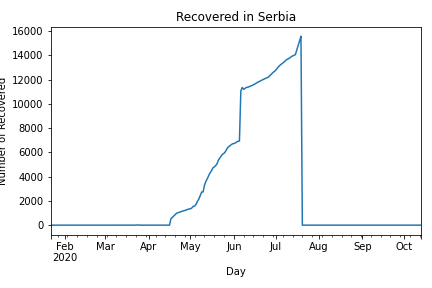 Recovered in Serbia
16000
14000
12000
10000
8000
6000
4000
2000
0
Number of Recovered
Feb Mar Apr May Jun Jul Aug Sep Oct
2020
Day